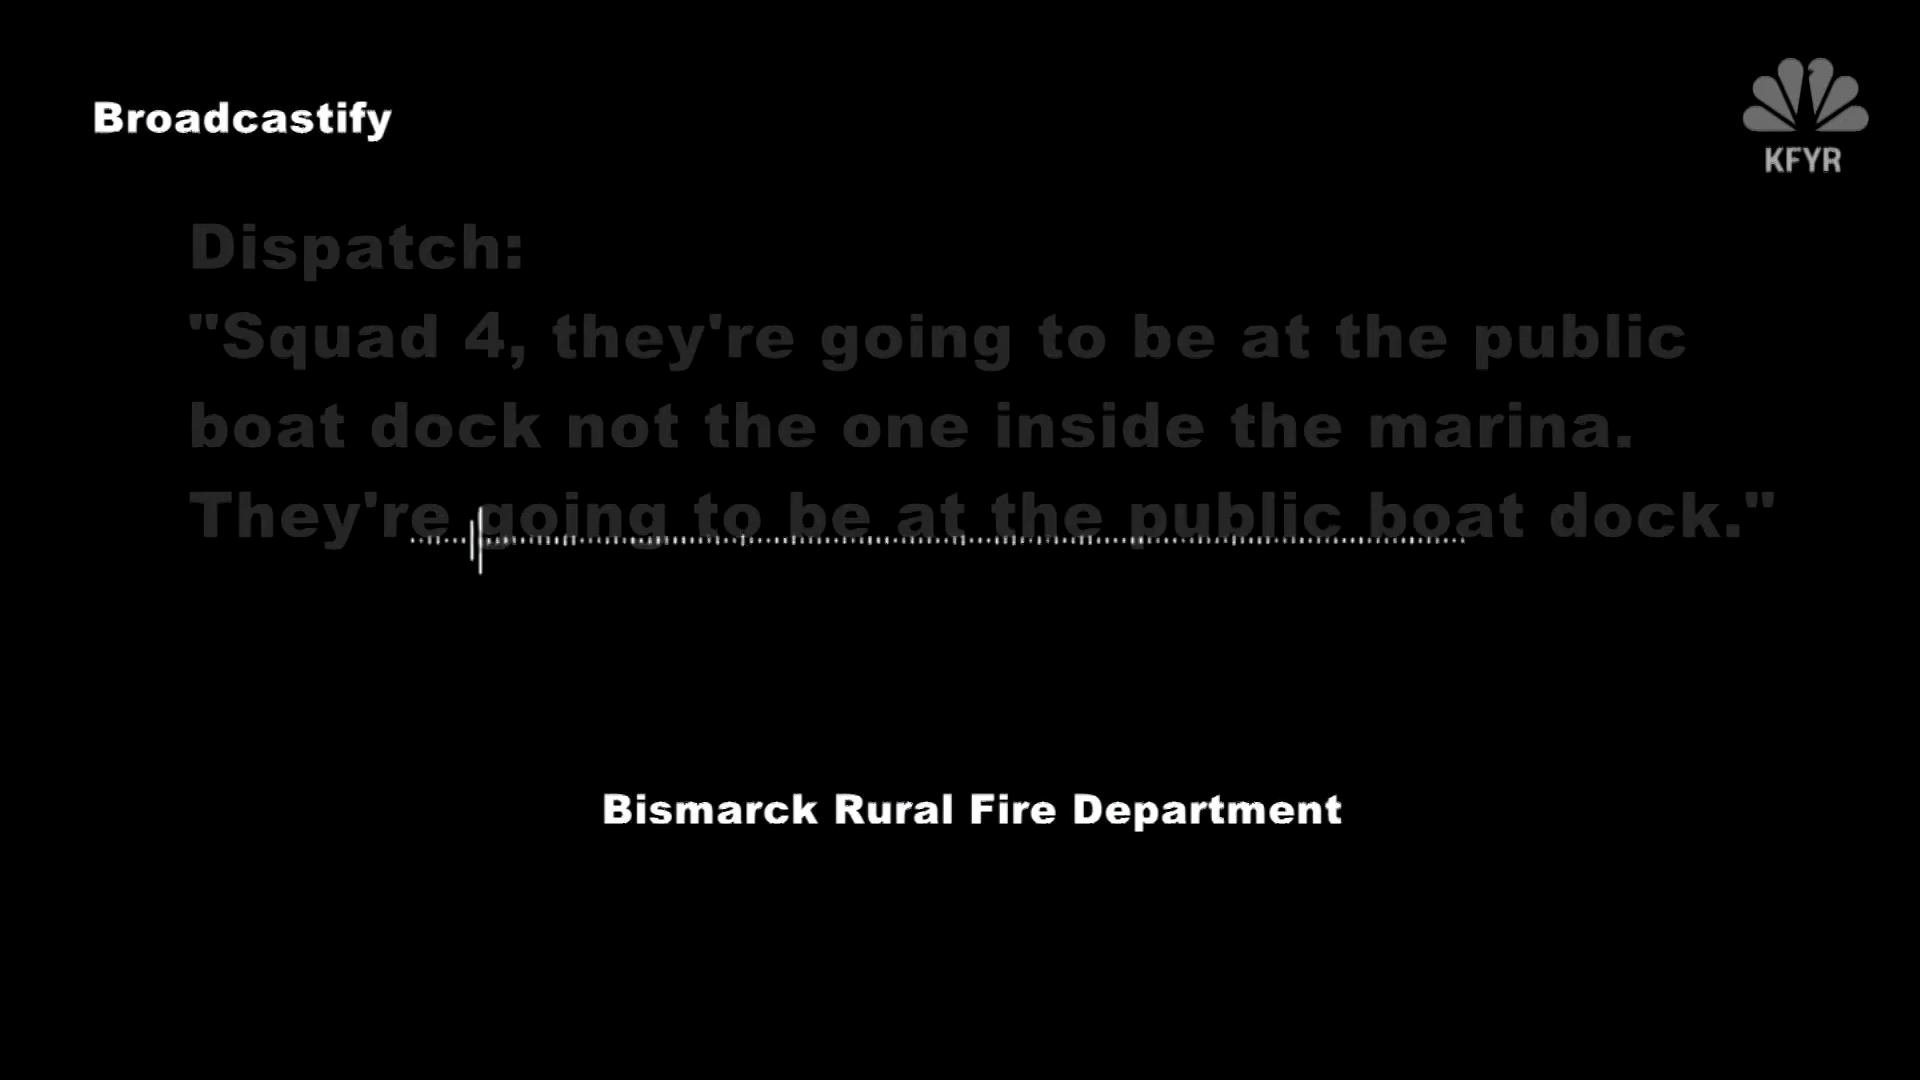 Broadcastify
KFYR
Dispatch:
"Squad 4, they're going to be at the public
boat dock not the one inside the marina.
They're going to be at the public boat dock."
Bismarck Rural Fire Department